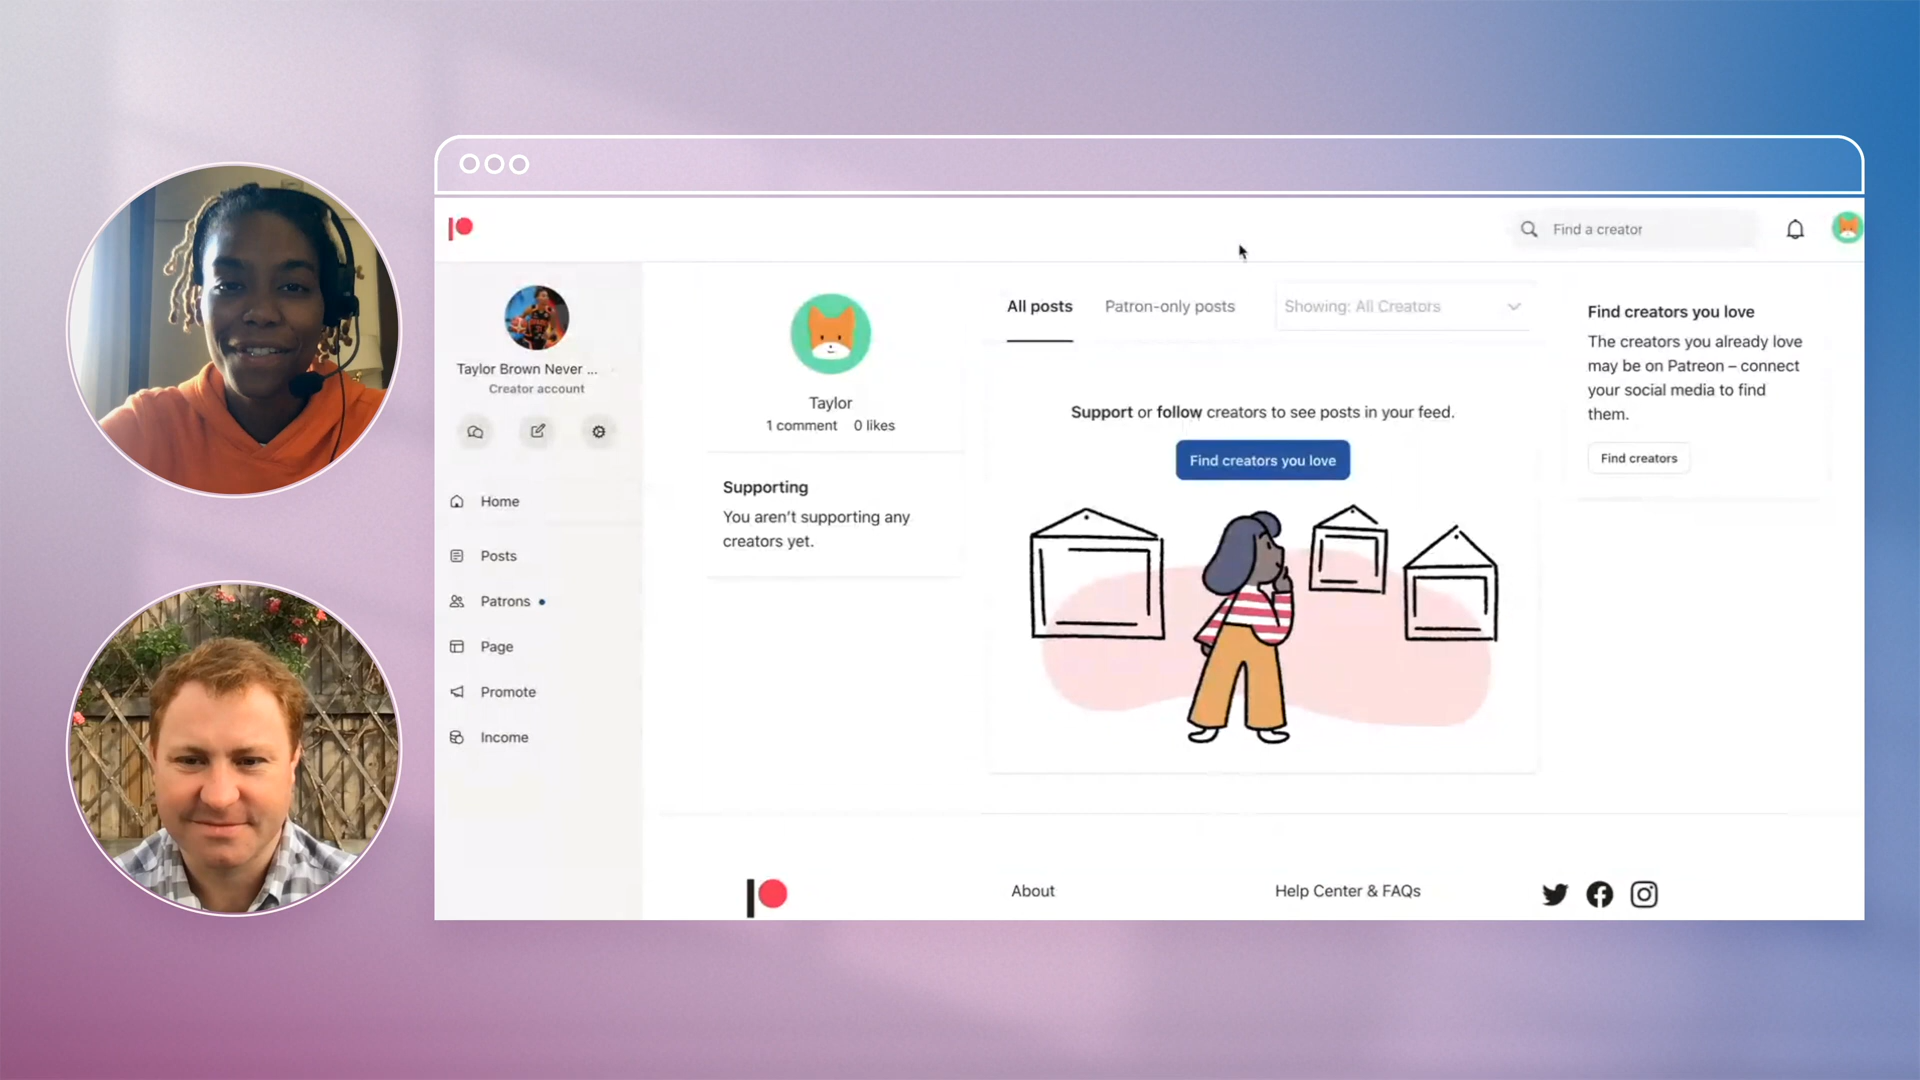 Find a creator
Taylor Brown Never ...
Creator account
Home
Posts
Patrons
Page
Promote
Income
Taylor
1 comment 0 likes
Supporting
You aren't supporting any
creators yet.
All posts
Patron-only posts
Showing: All Creators
Support or follow creators to see posts in your feed.
Find creators you love
Find creators you love
The creators you already love
may be on Patreon – connect
your social media to find
them.
Find creators
About
Help Center & FAQs